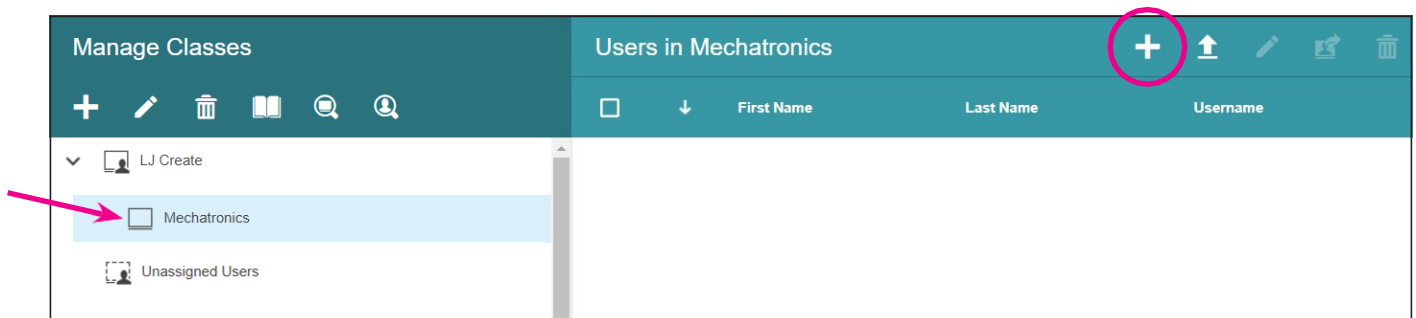 Manage Classes
Users in Mechatronics
First Name Last Name Username
LJ Create
Mechatronics
Unassigned Users